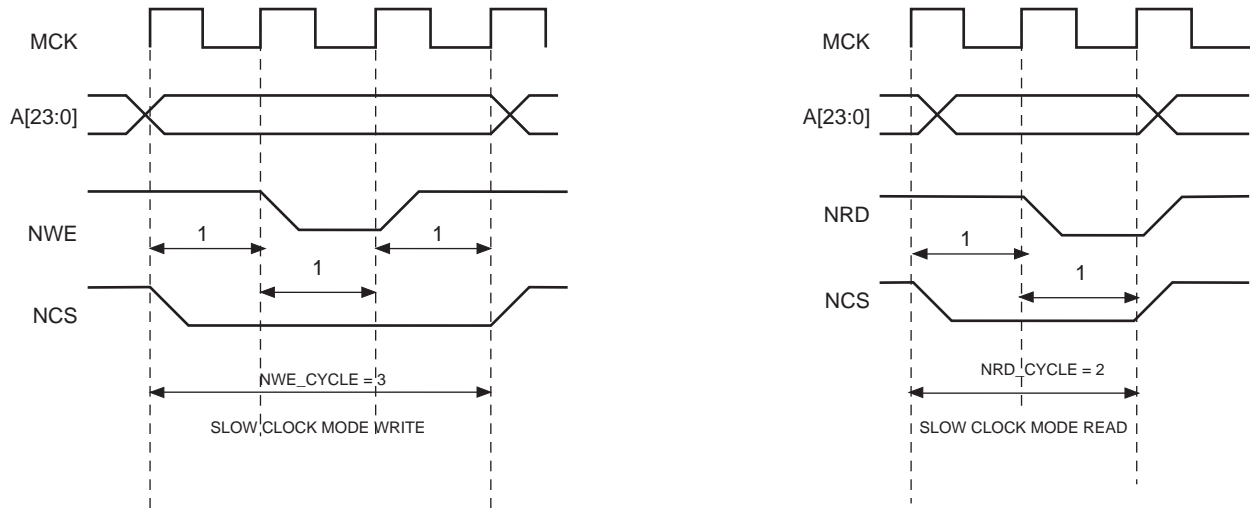 MCK
A[23:0]
NWE
1
1
1
NCS
NWE_CYCLE = 3
SLOW CLOCK MODE WRITE
MCK
A[23:0]
NRD
1
1
NCS
NRD_CYCLE = 2
SLOW CLOCK MODE READ